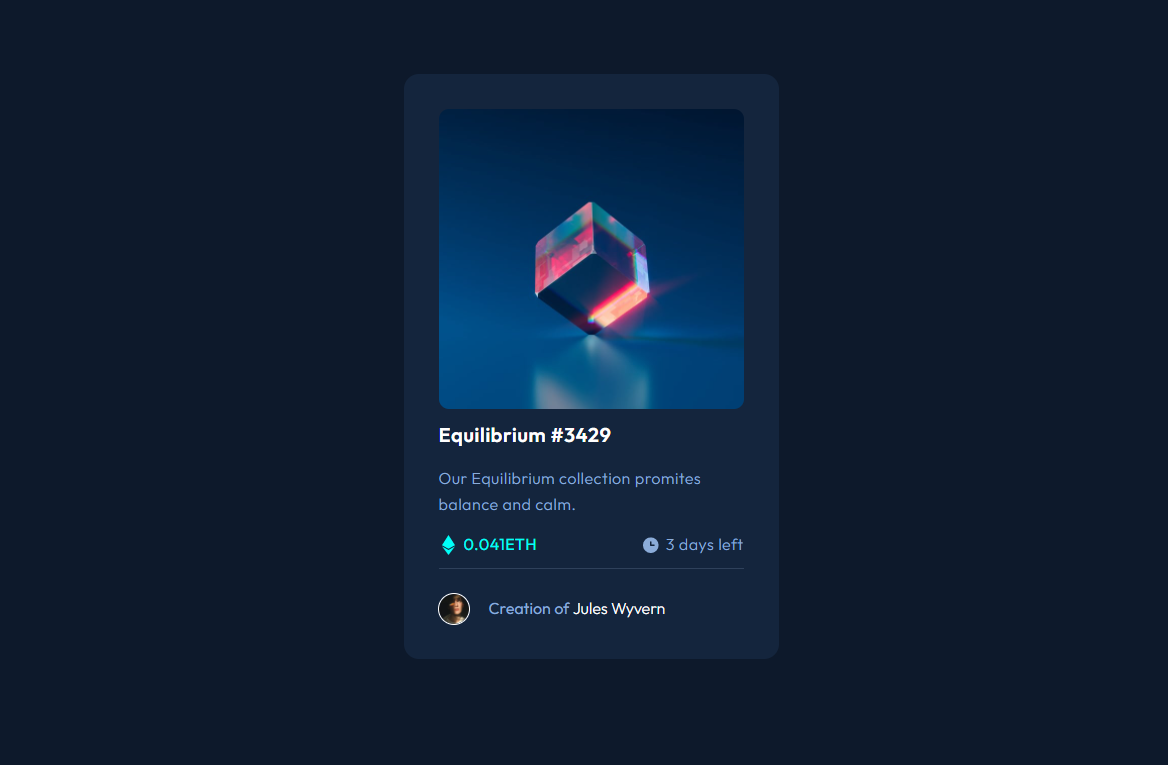 Equilibrium #3429
Our Equilibrium collection promites
balance and calm.
0.041ETH
3 days left
Creation of Jules Wyvern